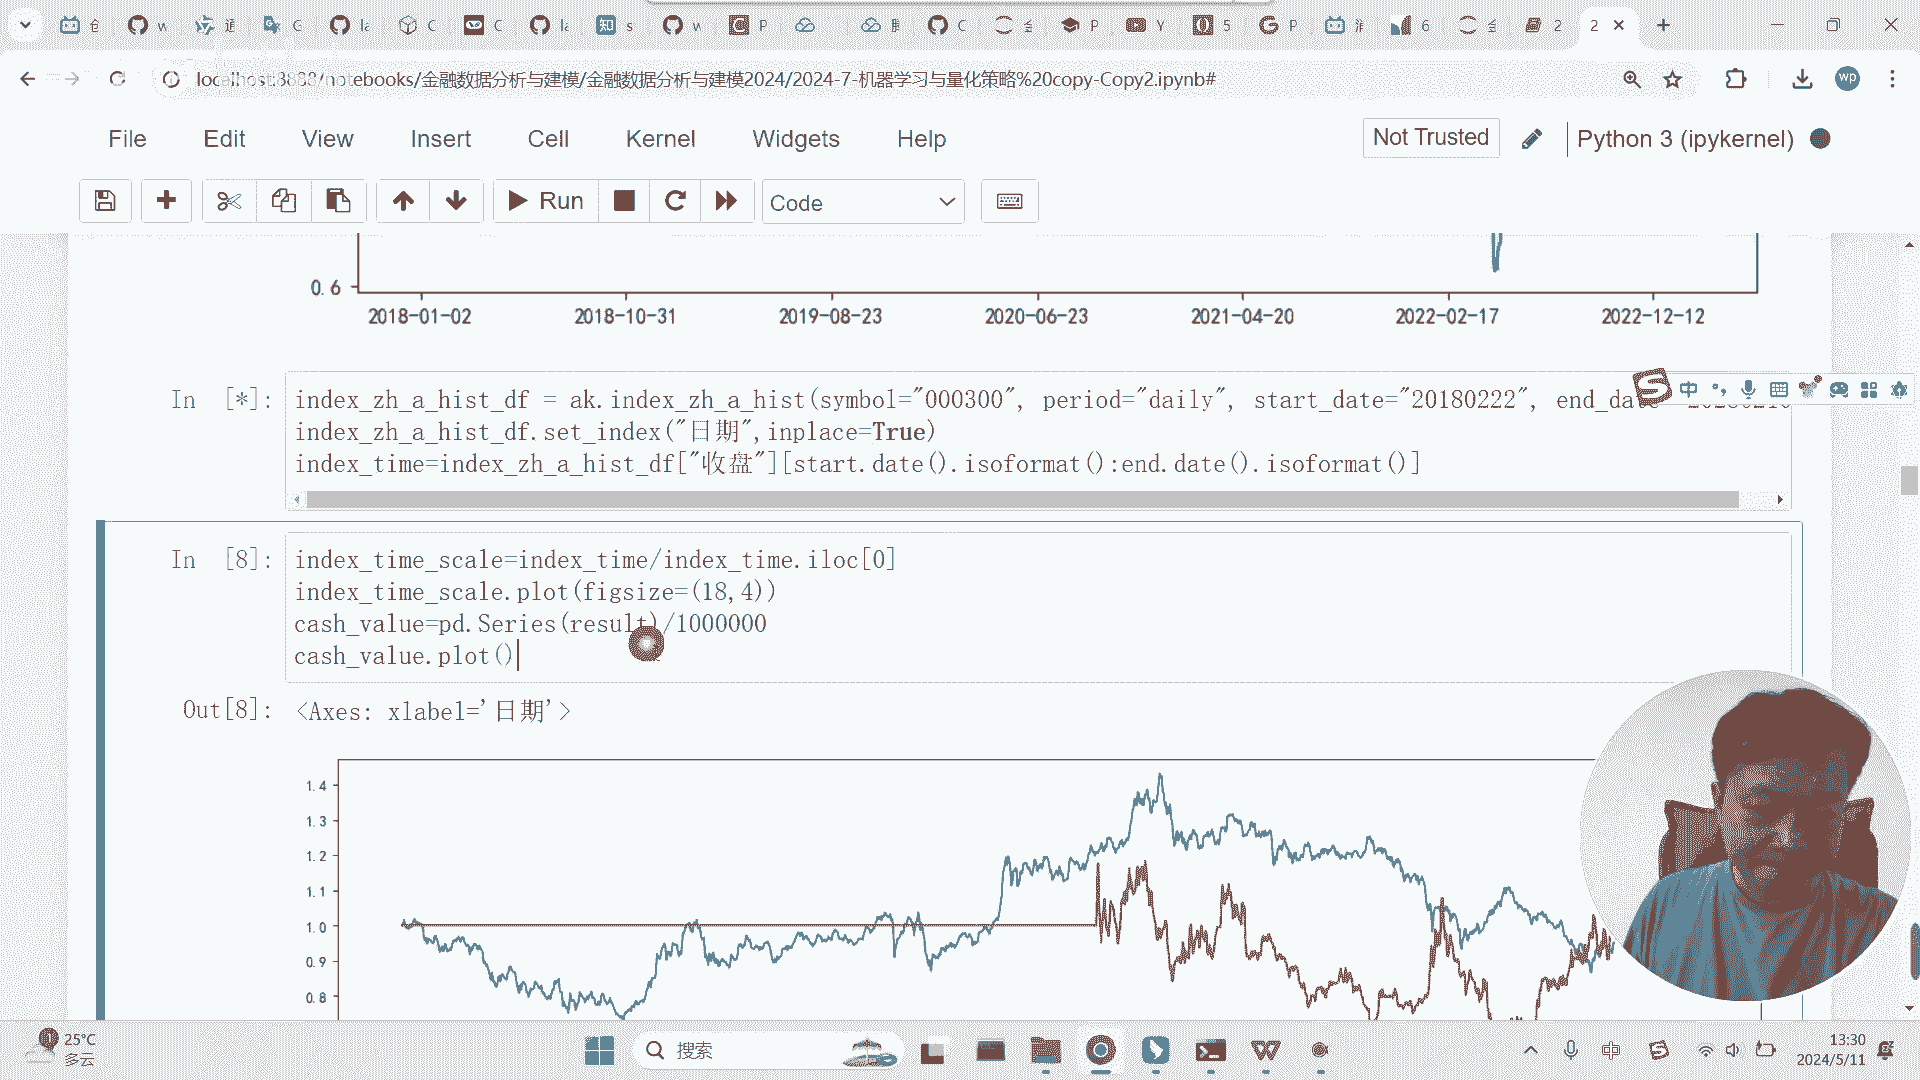 localhost:8888/notebooks/金融数据分析与建模/金融数据分析与建模2024/2024-7-机器学习与量化策略%20copy-Copy2.ipynb#
wp
File Edit View Insert Cell Kernel Widgets Help
Not Trusted
Python 3 (ipykernel)
Run
Code
0.6
2018-01-02 2018-10-31 2019-08-23 2020-06-23 2021-04-20 2022-02-17 2022-12-12
In [*]:
index_zh_a_hist_df = ak.index_zh_a_hist(symbol="000300", period="daily", start_date="20180222", end_date
index_zh_a_hist_df.set_index("日期",inplace=True)
index_time=index_zh_a_hist_df["收盘"][start.date().isoformat():end.date().isoformat()]
中
In [8]:
index_time_scale=index_time/index_time.iloc[0]
index_time_scale.plot(figsize=(18,4))
cash_value=pd.Series(result)/1000000
cash_value.plot()
Out[8]:
<Axes: xlabel='日期'>
1.4
1.3
1.2
1.1
1.0
0.9
0.8
25°C
多云
搜索
中
13:30
2024/5/11